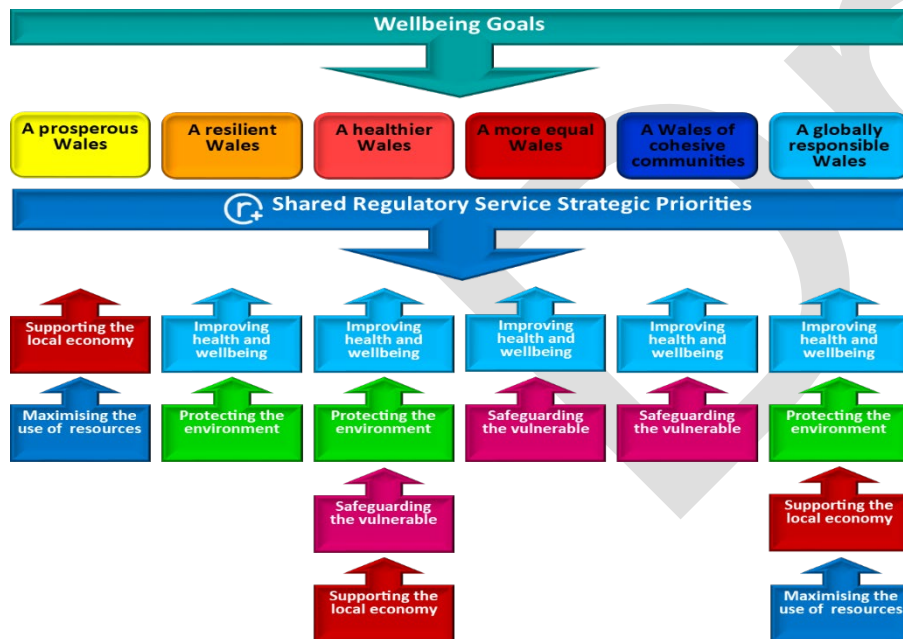 Wellbeing Goals
A prosperous
Wales
A resilient
Wales
A healthier
Wales
A more equal
Wales
A Wales of
cohesive
communities
A globally
responsible
Wales
r+ Shared Regulatory Service Strategic Priorities
Supporting the
local economy
Improving
health and
wellbeing
Improving
health and
wellbeing
Improving
health and
wellbeing
Improving
health and
wellbeing
Improving
health and
wellbeing
Maximising the
use of resources
Protecting the
environment
Protecting the
environment
Safeguarding
the vulnerable
Safeguarding
the vulnerable
Protecting the
environment
Safeguarding
the vulnerable
Supporting the
local economy
Supporting the
local economy
Maximising the
use of resources